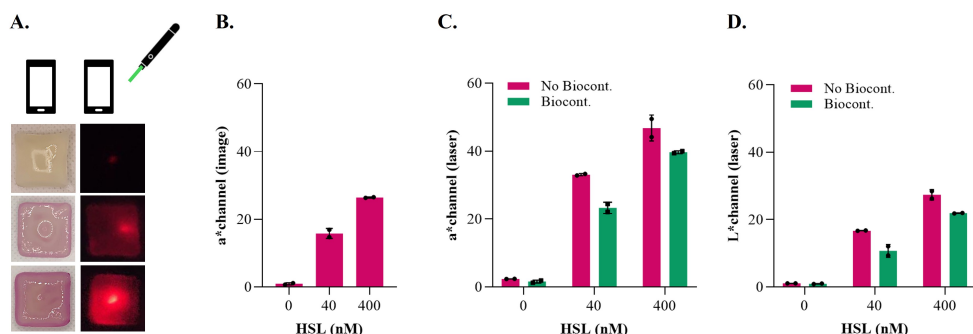 A.
B.
a*channel (image)
60
40
20
0
0 40 400
HSL (nM)
C.
No Biocont.
Biocont.
a*channel (laser)
60
40
20
0
0 40 400
HSL (nM)
D.
No Biocont.
Biocont.
L*channel (laser)
60
40
20
0
0 40 400
HSL (nM)